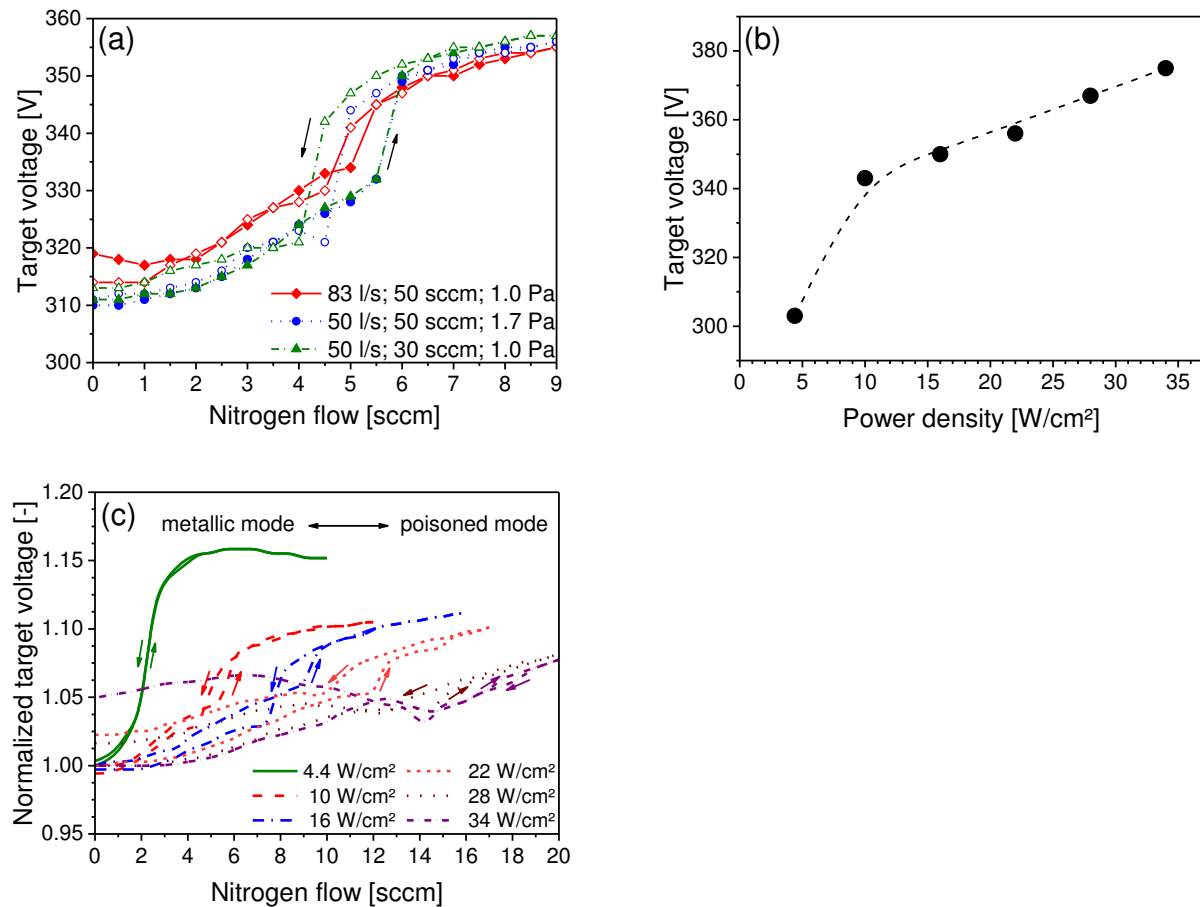 (a)
360
350
340
330
320
310
300
Target voltage [V]
83 l/s; 50 sccm; 1.0 Pa
50 l/s; 50 sccm; 1.7 Pa
50 l/s; 30 sccm; 1.0 Pa
0 1 2 3 4 5 6 7 8 9
Nitrogen flow [sccm]
(b)
380
360
340
320
300
Target voltage [V]
0 5 10 15 20 25 30 35
Power density [W/cm²]
(c)
1.20
1.15
1.10
1.05
1.00
0.95
Normalized target voltage [-]
metallic mode poisoned mode
4.4 W/cm² 22 W/cm²
10 W/cm² 28 W/cm²
16 W/cm² 34 W/cm²
0 2 4 6 8 10 12 14 16 18 20
Nitrogen flow [sccm]